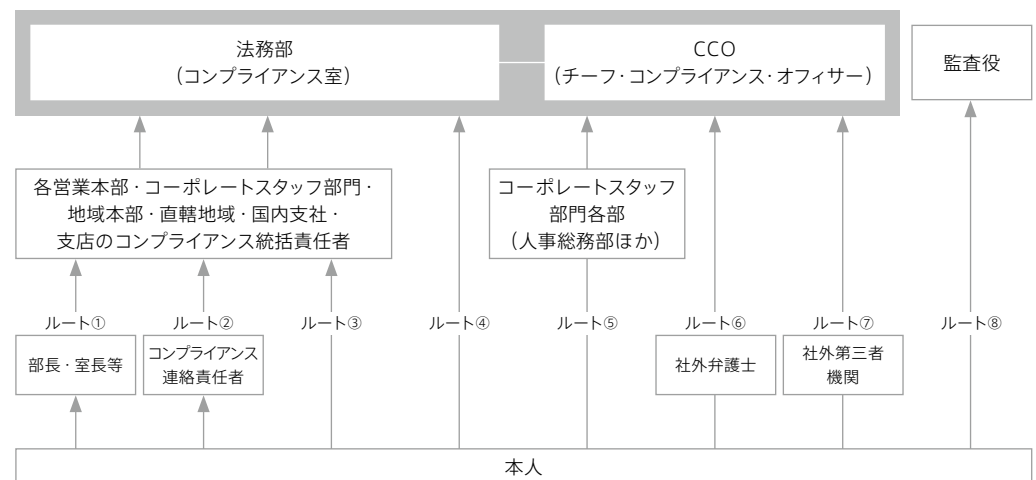 法務部
（コンプライアンス室）
CCO
（チーフ・コンプライアンス・オフィサー）
監査役
各営業本部・コーポレートスタッフ部門・
地域本部・直轄地域・国内支社・
支店のコンプライアンス統括責任者
コーポレートスタッフ
部門各部
（人事総務部ほか）
ルート①
ルート②
ルート③
ルート④
ルート⑤
ルート⑥
ルート⑦
ルート⑧
部長・室長等
コンプライアンス
連絡責任者
社外弁護士
社外第三者
機関
本人